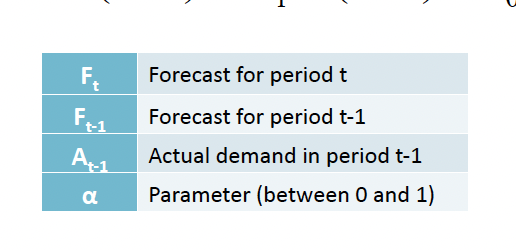 Fₜ Forecast for period t
Fₜ₋₁ Forecast for period t-1
Aₜ₋₁ Actual demand in period t-1
α Parameter (between 0 and 1)